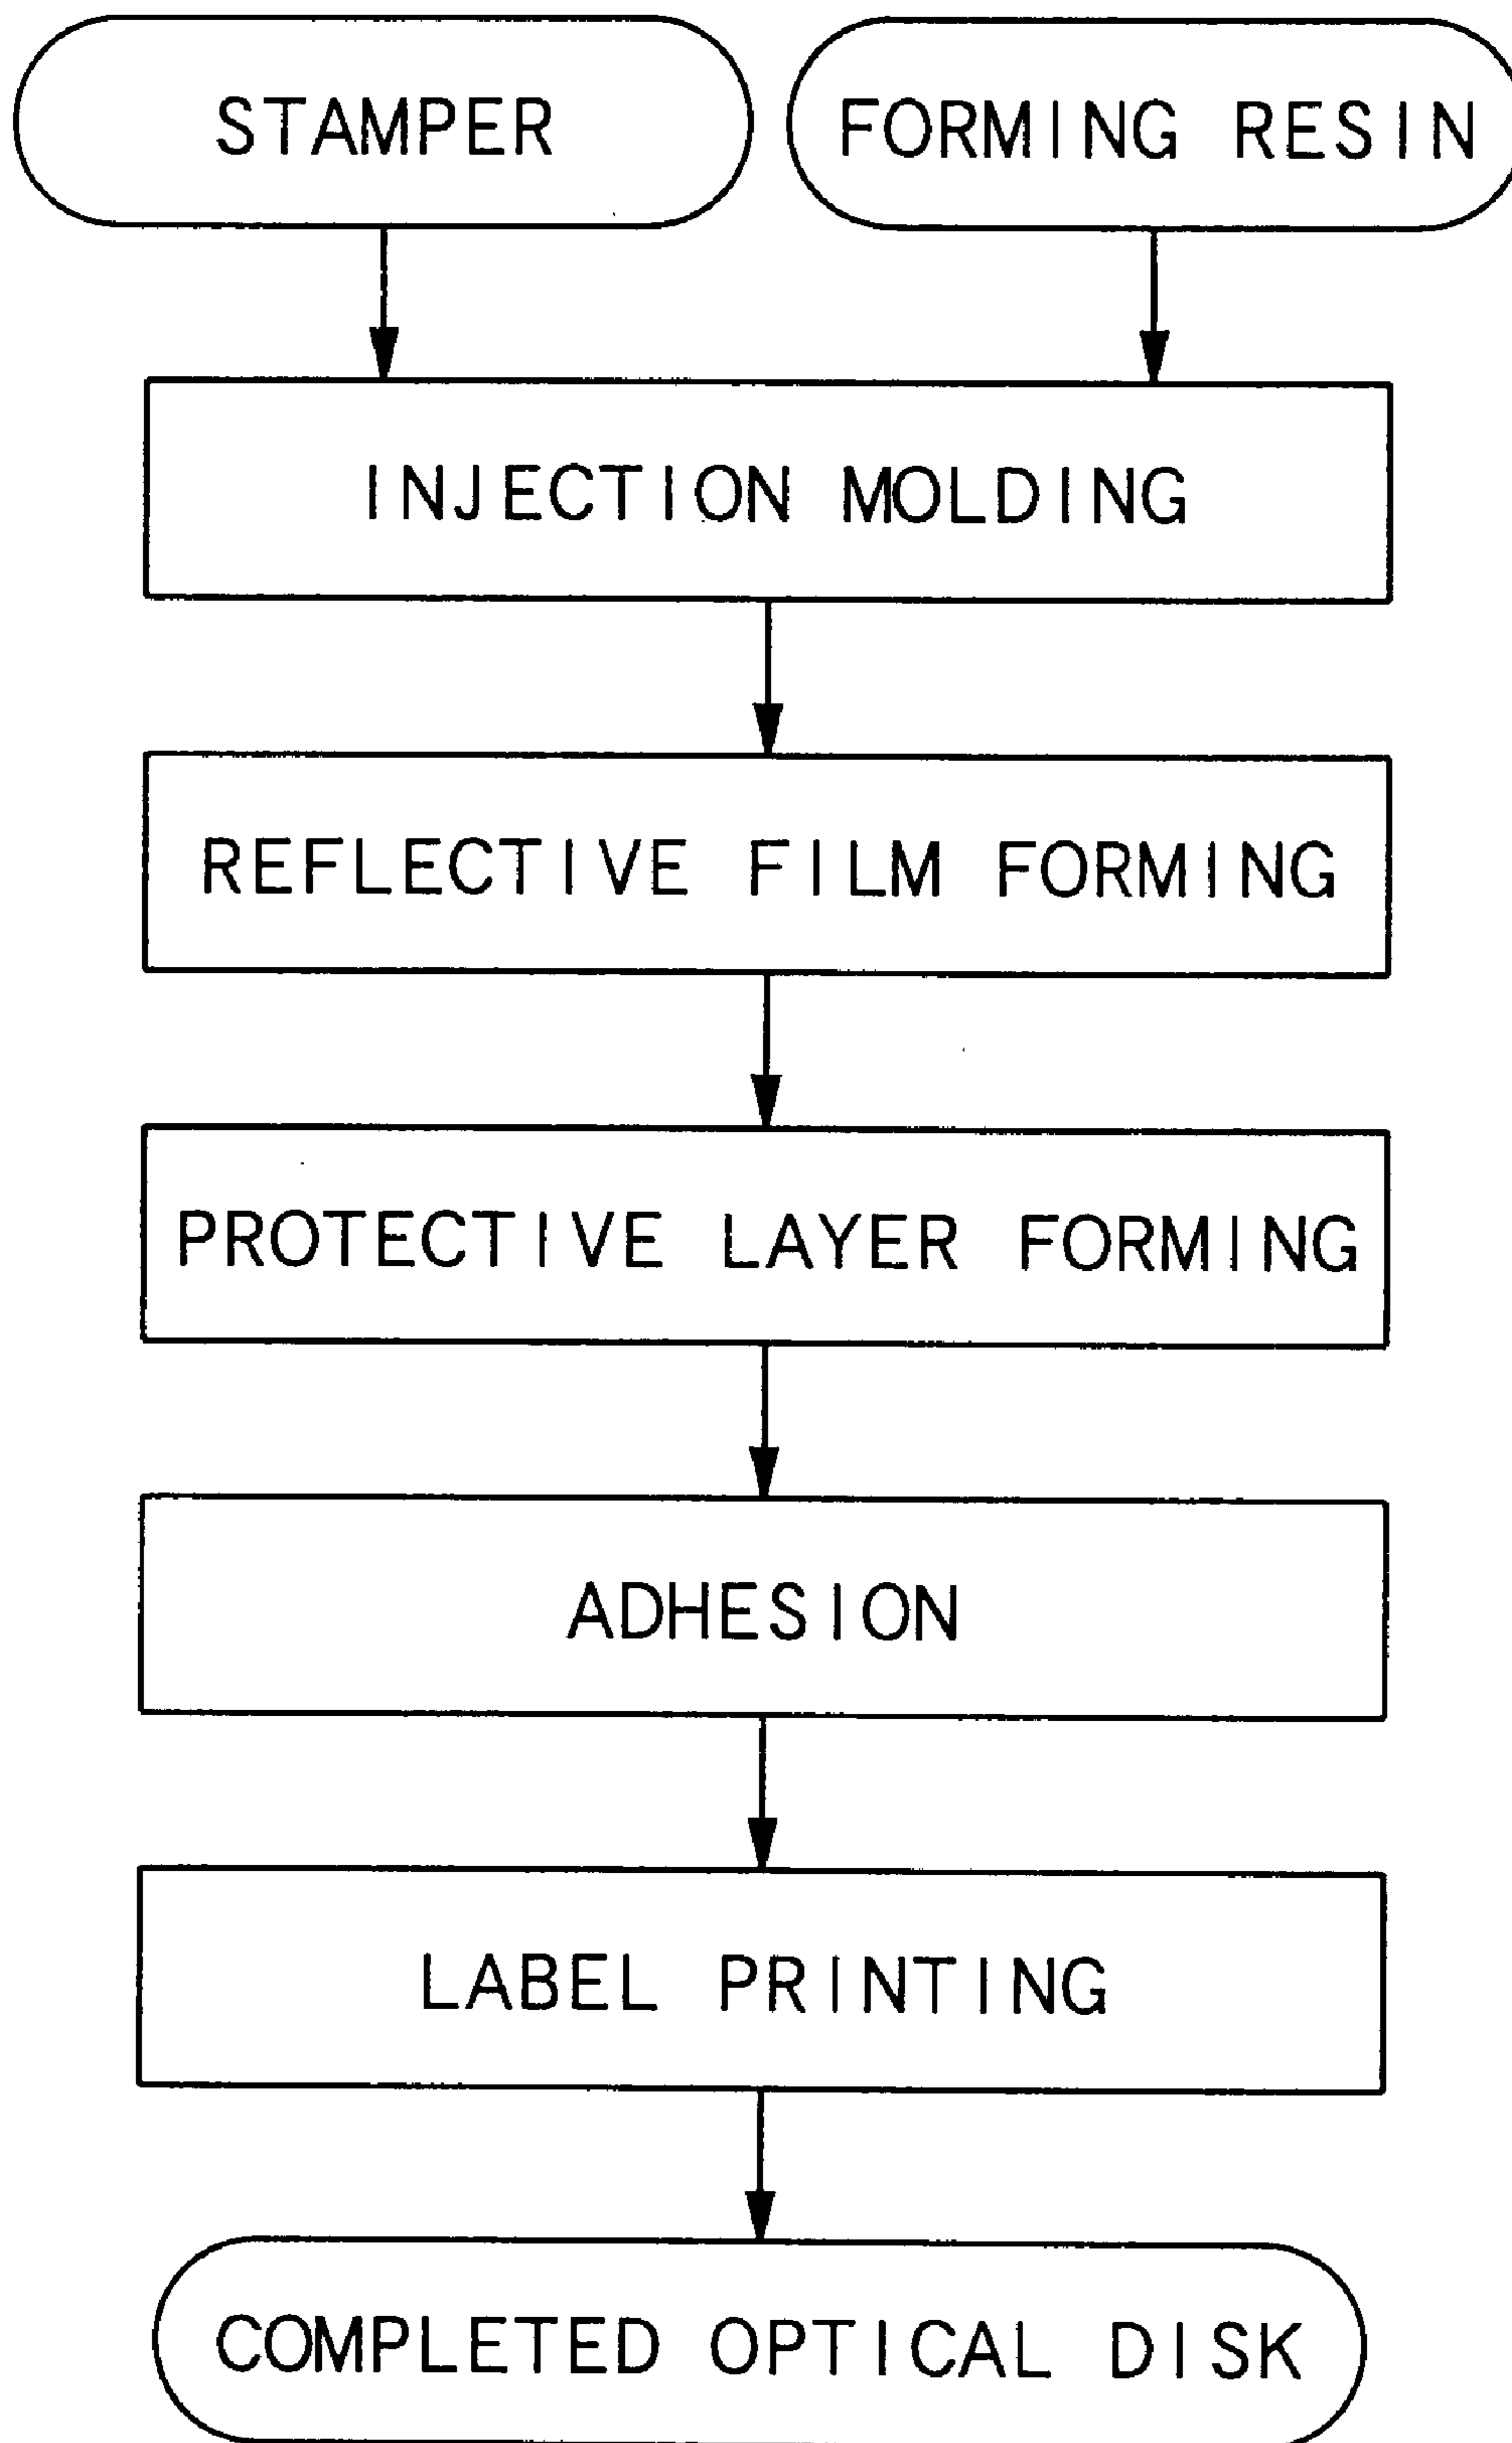 STAMPER
FORMING RESIN
INJECTION MOLDING
REFLECTIVE FILM FORMING
PROTECTIVE LAYER FORMING
ADHESION
LABEL PRINTING
COMPLETED OPTICAL DISK